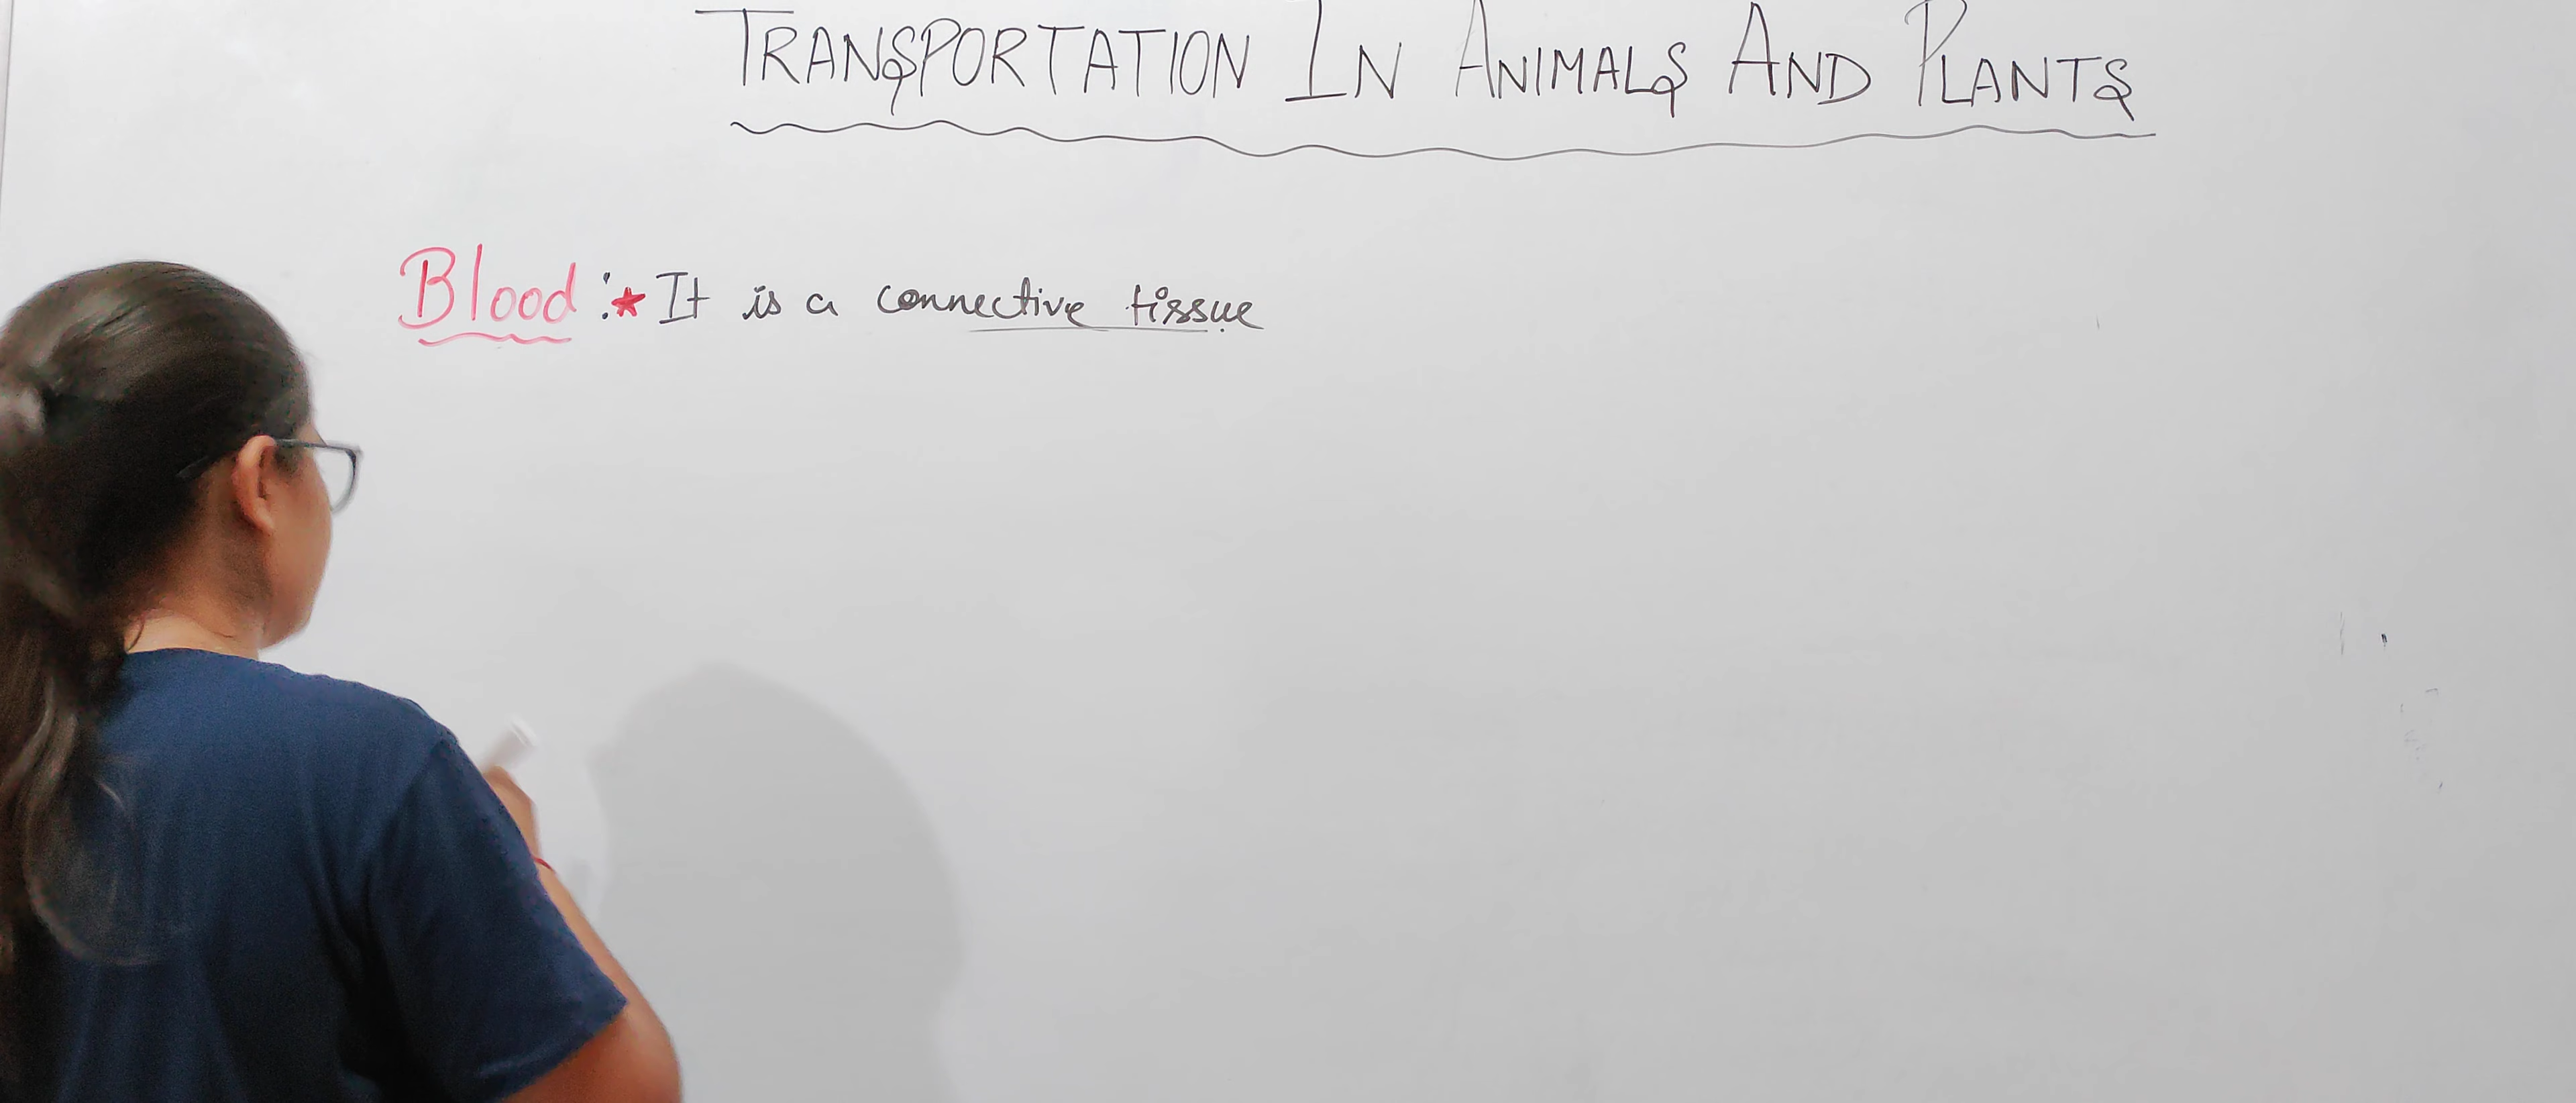 TRANSPORTATION IN ANIMALS AND PLANTS
Blood :★ It is a connective tissue